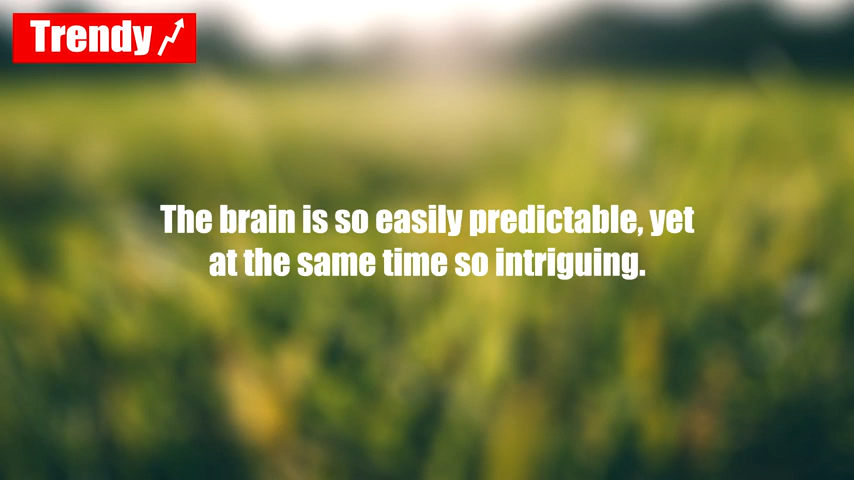 Trendy
The brain is so easily predictable, yet
at the same time so intriguing.